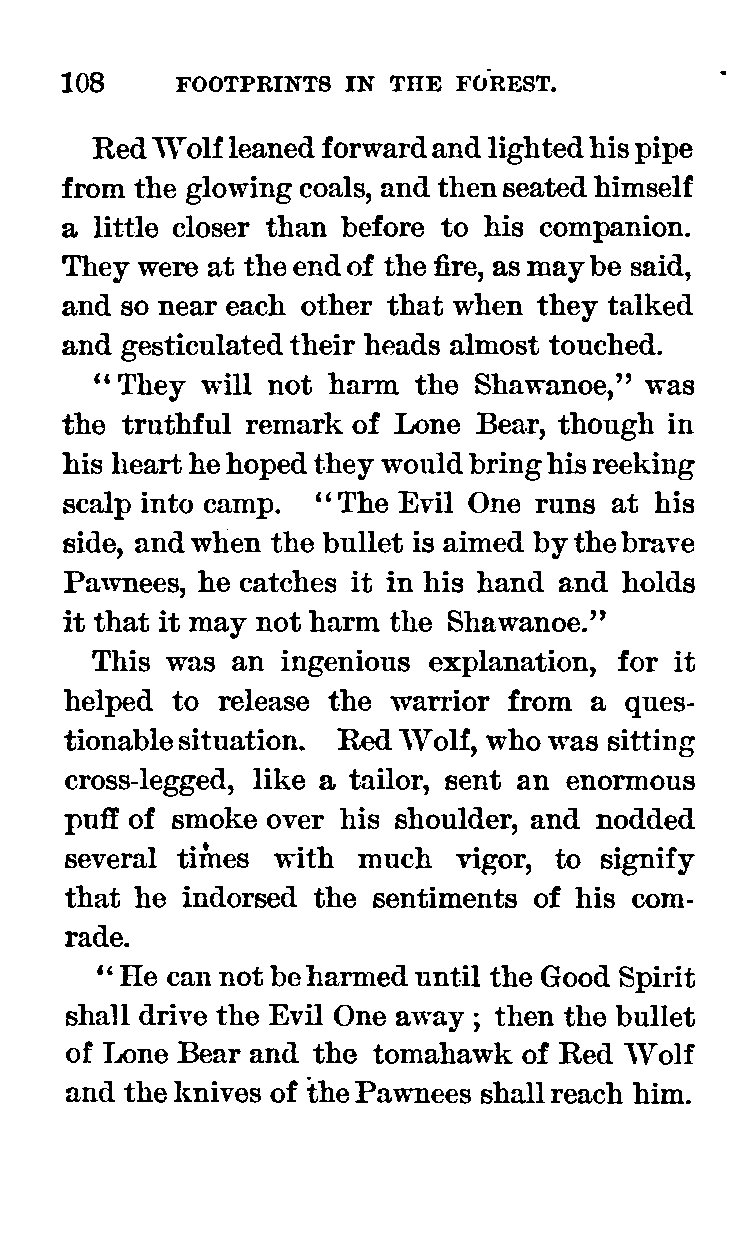 108 FOOTPRINTS IN THE FOREST.
Red Wolf leaned forward and lighted his pipe
from the glowing coals, and then seated himself
a little closer than before to his companion.
They were at the end of the fire, as may be said,
and so near each other that when they talked
and gesticulated their heads almost touched.
"They will not harm the Shawanoe," was
the truthful remark of Lone Bear, though in
his heart he hoped they would bring his reeking
scalp into camp. "The Evil One runs at his
side, and when the bullet is aimed by the brave
Pawnees, he catches it in his hand and holds
it that it may not harm the Shawanoe."
This was an ingenious explanation, for it
helped to release the warrior from a ques-
tionable situation. Red Wolf, who was sitting
cross-legged, like a tailor, sent an enormous
puff of smoke over his shoulder, and nodded
several times with much vigor, to signify
that he indorsed the sentiments of his com-
rade.
"He can not be harmed until the Good Spirit
shall drive the Evil One away ; then the bullet
of Lone Bear and the tomahawk of Red Wolf
and the knives of the Pawnees shall reach him.